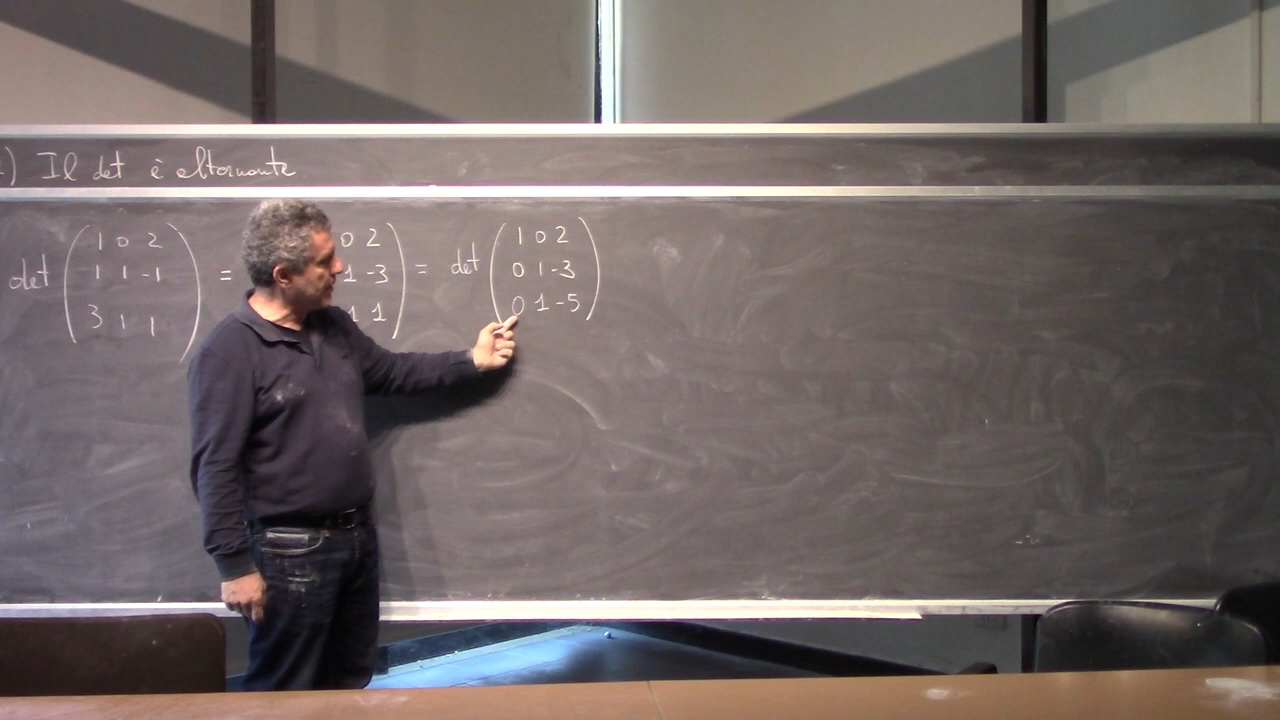 ) Il det è alternante
det ( 1 0 2 ) = 0 2 ) = det ( 1 0 2 )
1 1 -1 1 -3 0 1 -3
3 1 1 1 1 0 1 -5